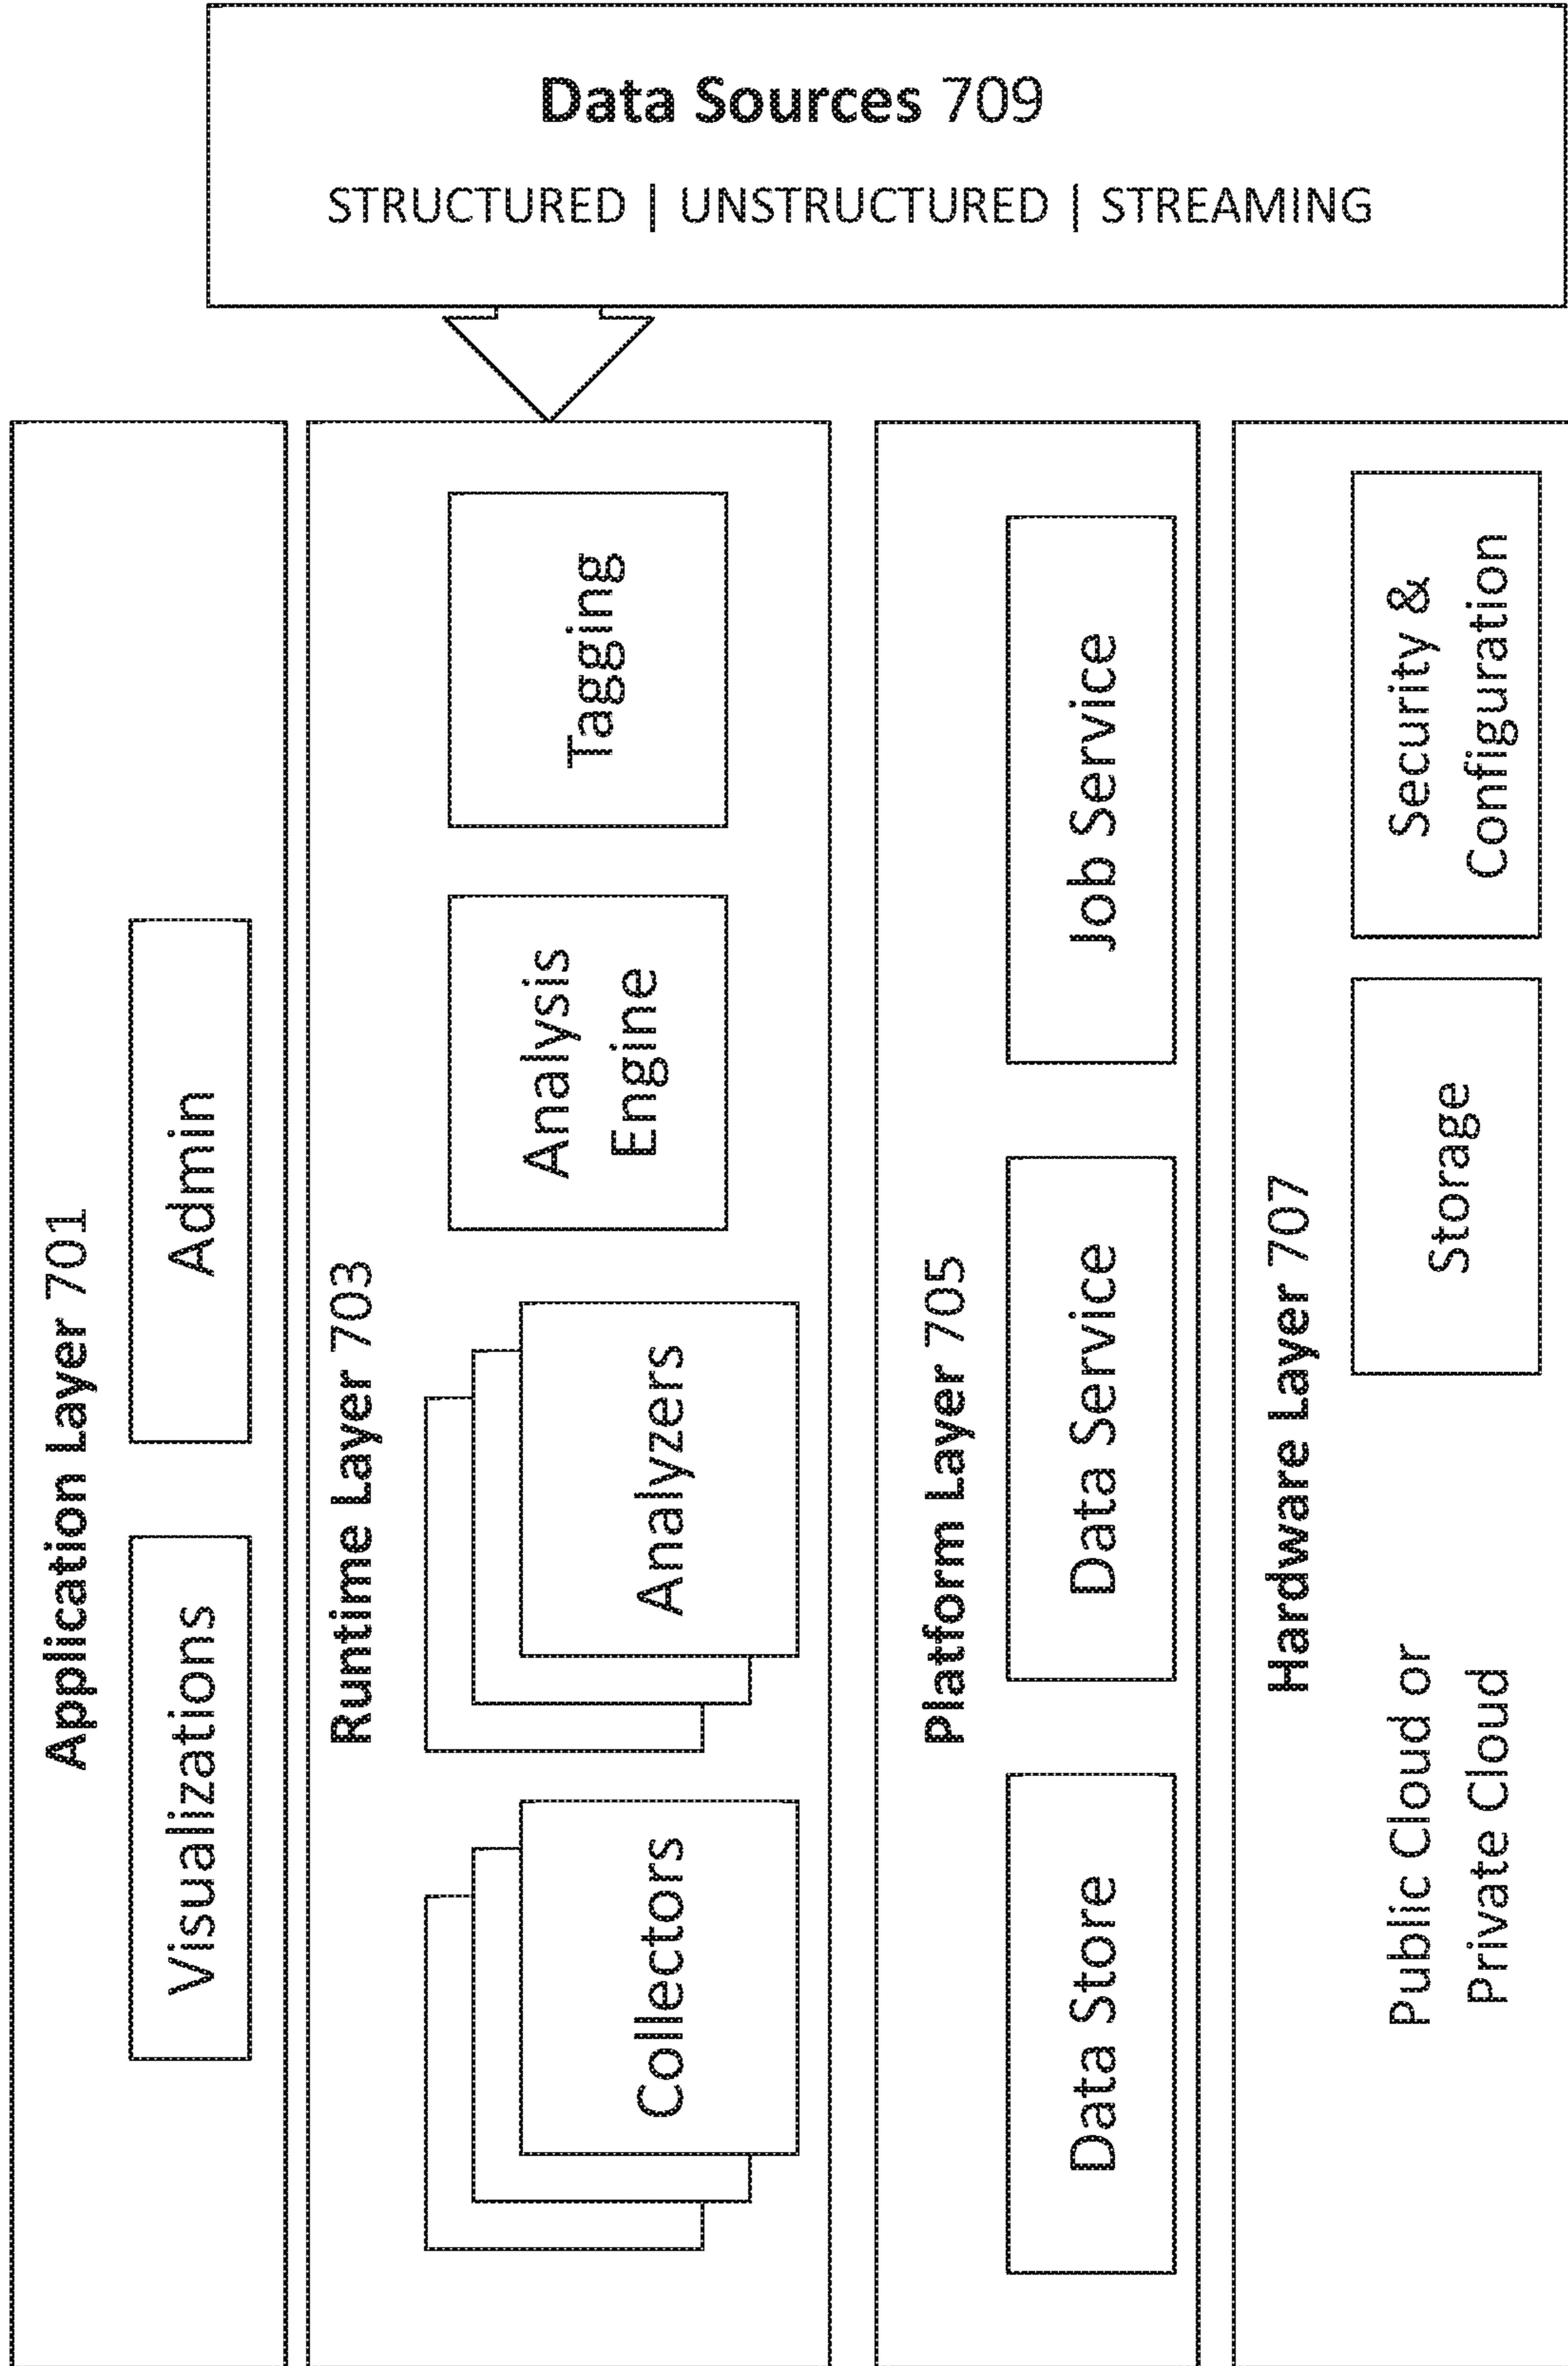 Data Sources 709
STRUCTURED | UNSTRUCTURED | STREAMING
Application Layer 701
Visualizations
Admin
Runtime Layer 703
Collectors
Analyzers
Analysis
Engine
Tagging
Platform Layer 705
Data Store
Data Service
Job Service
Hardware Layer 707
Public Cloud or
Private Cloud
Storage
Security &
Configuration